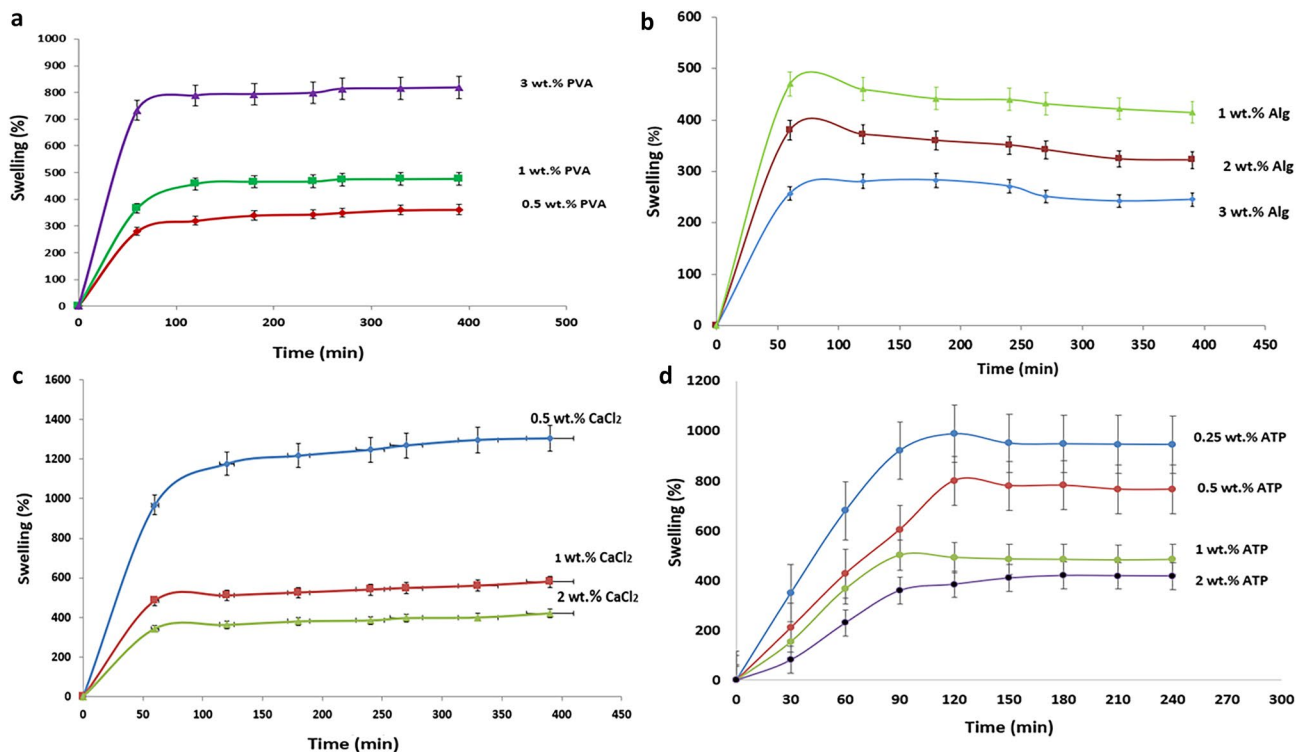 a
1000
900
800
700
600
500
400
300
200
100
0
Swelling (%)
3 wt.% PVA
1 wt.% PVA
0.5 wt.% PVA
0 100 200 300 400 500
Time (min)
b
600
500
400
300
200
100
0
Swelling (%)
1 wt.% Alg
2 wt.% Alg
3 wt.% Alg
0 50 100 150 200 250 300 350 400 450
Time (min)
c
1600
1400
1200
1000
800
600
400
200
0
Swelling (%)
0.5 wt.% CaCl₂
1 wt.% CaCl₂
2 wt.% CaCl₂
0 50 100 150 200 250 300 350 400 450
Time (min)
d
1200
1000
800
600
400
200
0
Swelling (%)
0.25 wt.% ATP
0.5 wt.% ATP
1 wt.% ATP
2 wt.% ATP
0 30 60 90 120 150 180 210 240 270 300
Time (min)